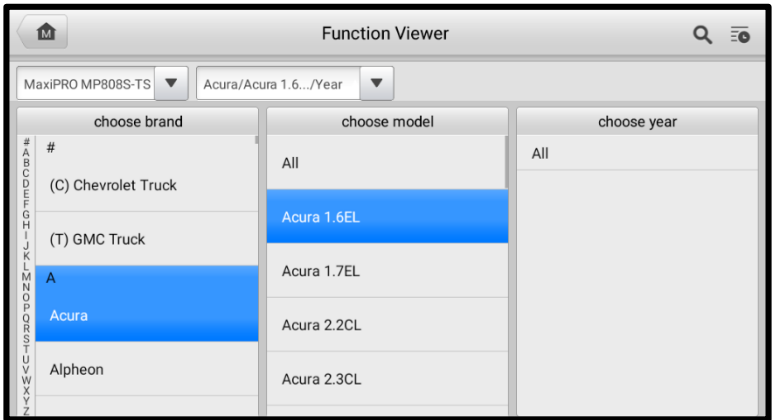 M
Function Viewer
MaxiPRO MP808S-TS
Acura/Acura 1.6.../Year
choose brand
choose model
choose year
#
A
B
C
D
E
F
G
H
I
J
K
L
M
N
O
P
Q
R
S
T
U
V
W
X
Y
Z
#
(C) Chevrolet Truck
(T) GMC Truck
A
Acura
Alpheon
All
Acura 1.6EL
Acura 1.7EL
Acura 2.2CL
Acura 2.3CL
All